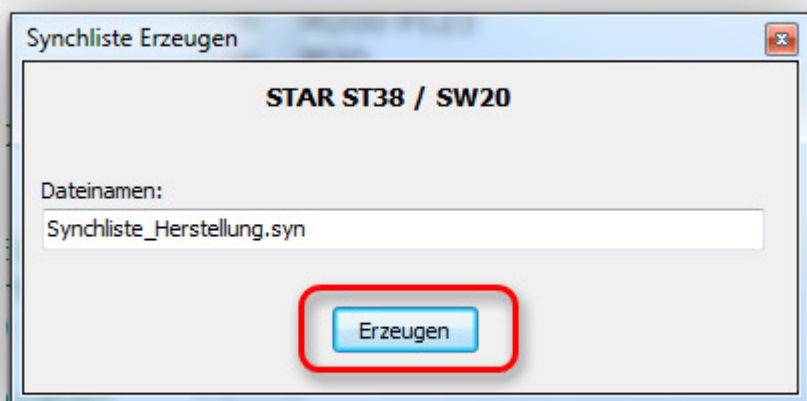 Synchliste Erzeugen
STAR ST38 / SW20
Dateinamen:
Synchliste_Herstellung.syn
Erzeugen